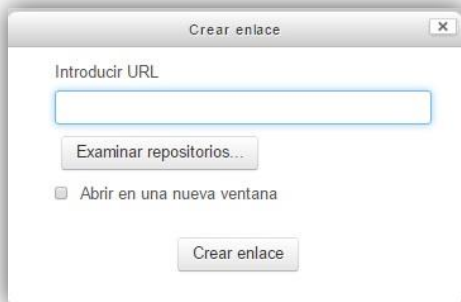 Crear enlace
Introducir URL
Examinar repositorios...
Abrir en una nueva ventana
Crear enlace